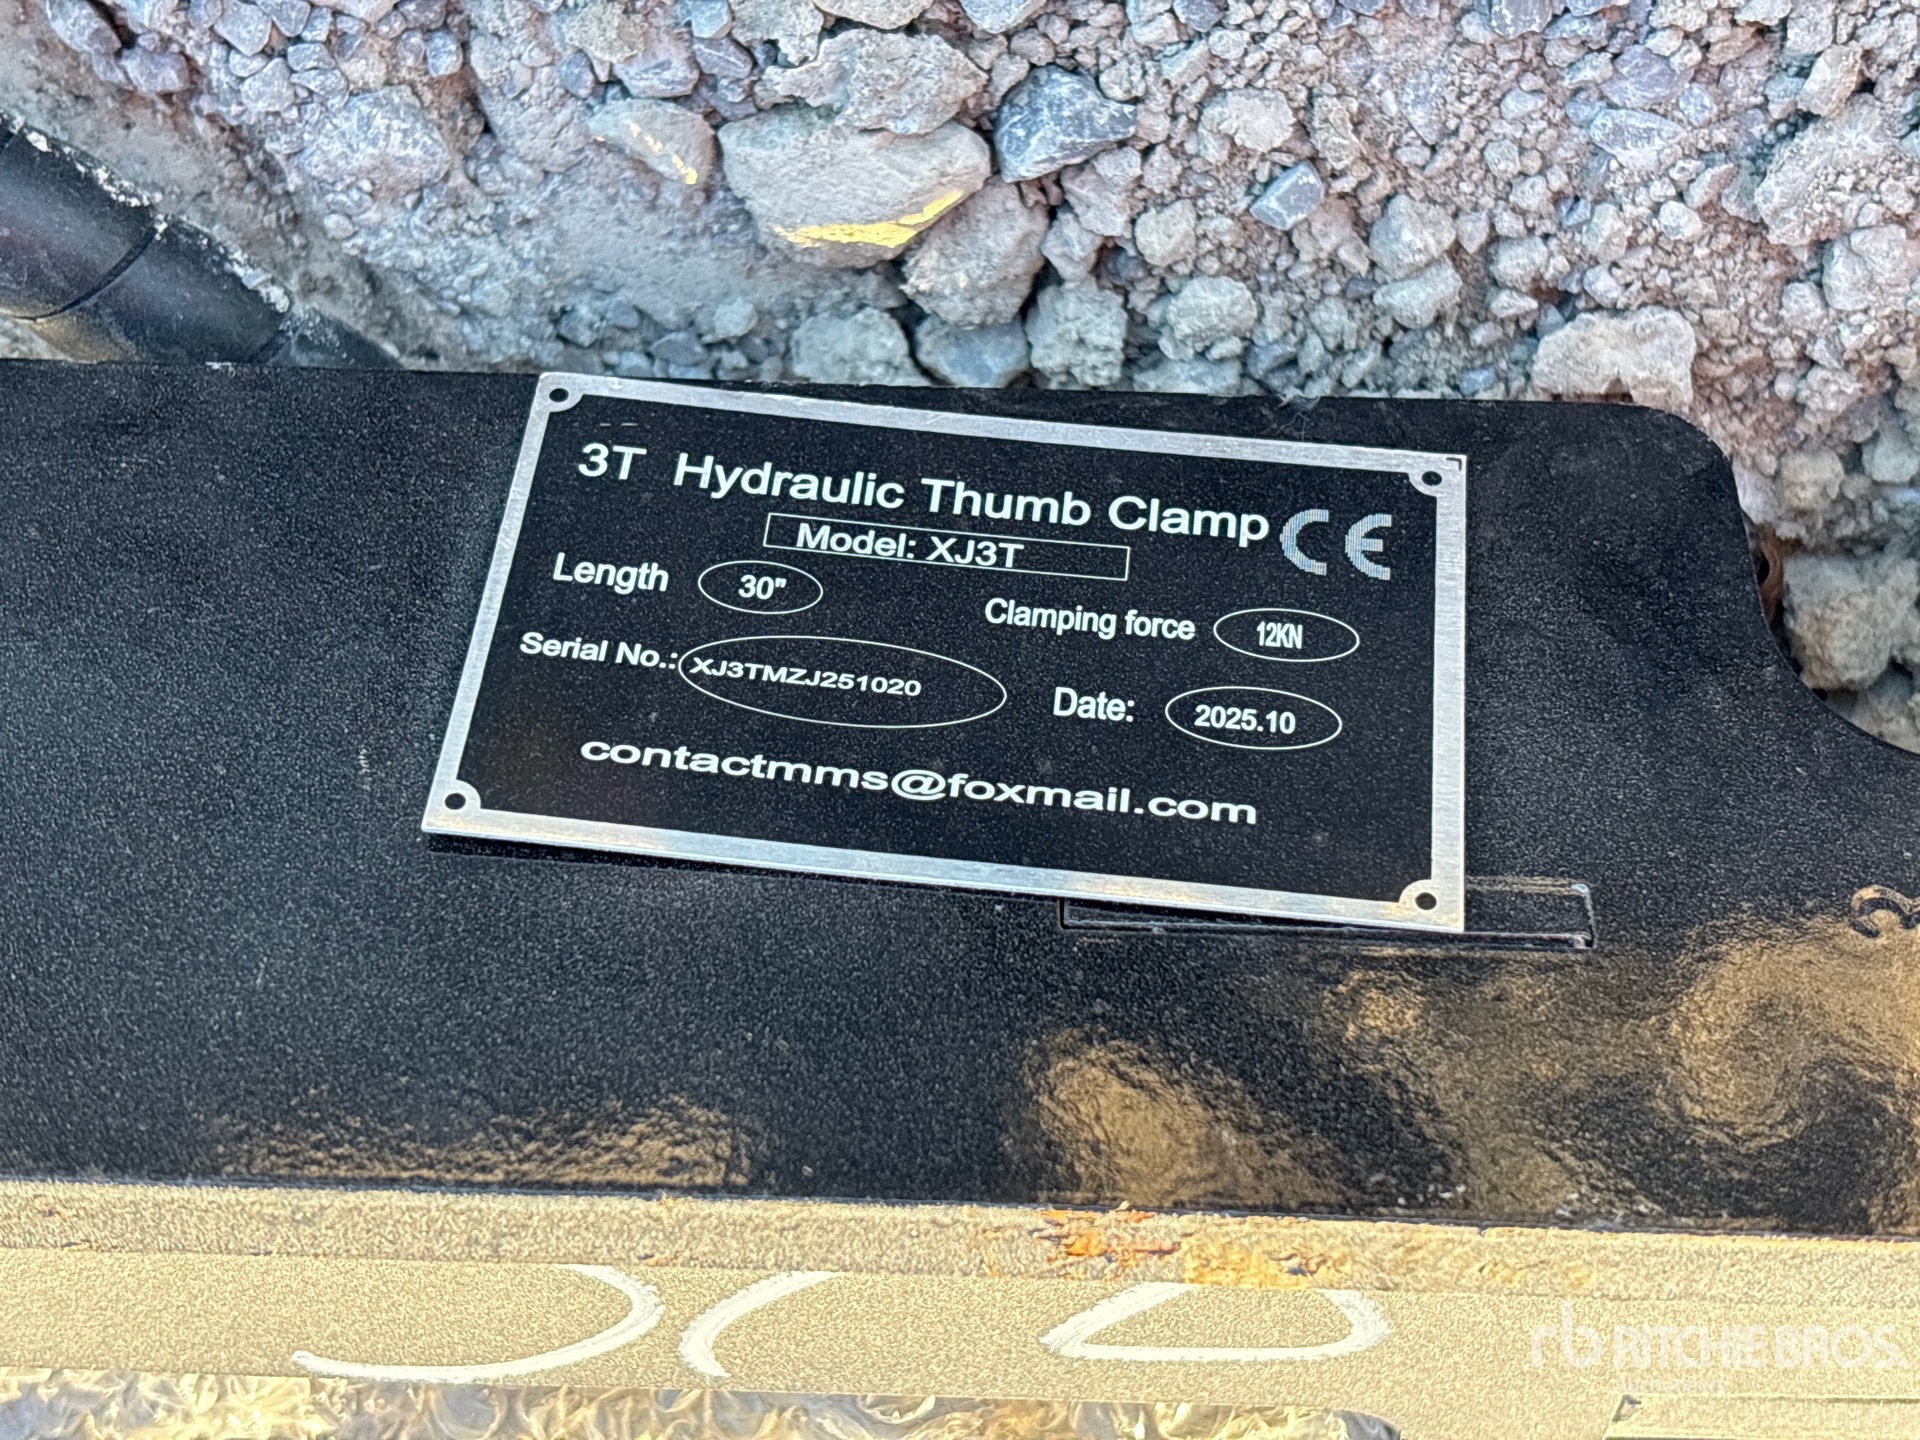 3T Hydraulic Thumb Clamp CE
Model: XJ3T
Length 30"
Clamping force 12KN
Serial No.: XJ3TMZJ251020
Date: 2025.10
contactmms@foxmail.com
rb RITCHIE BROS.